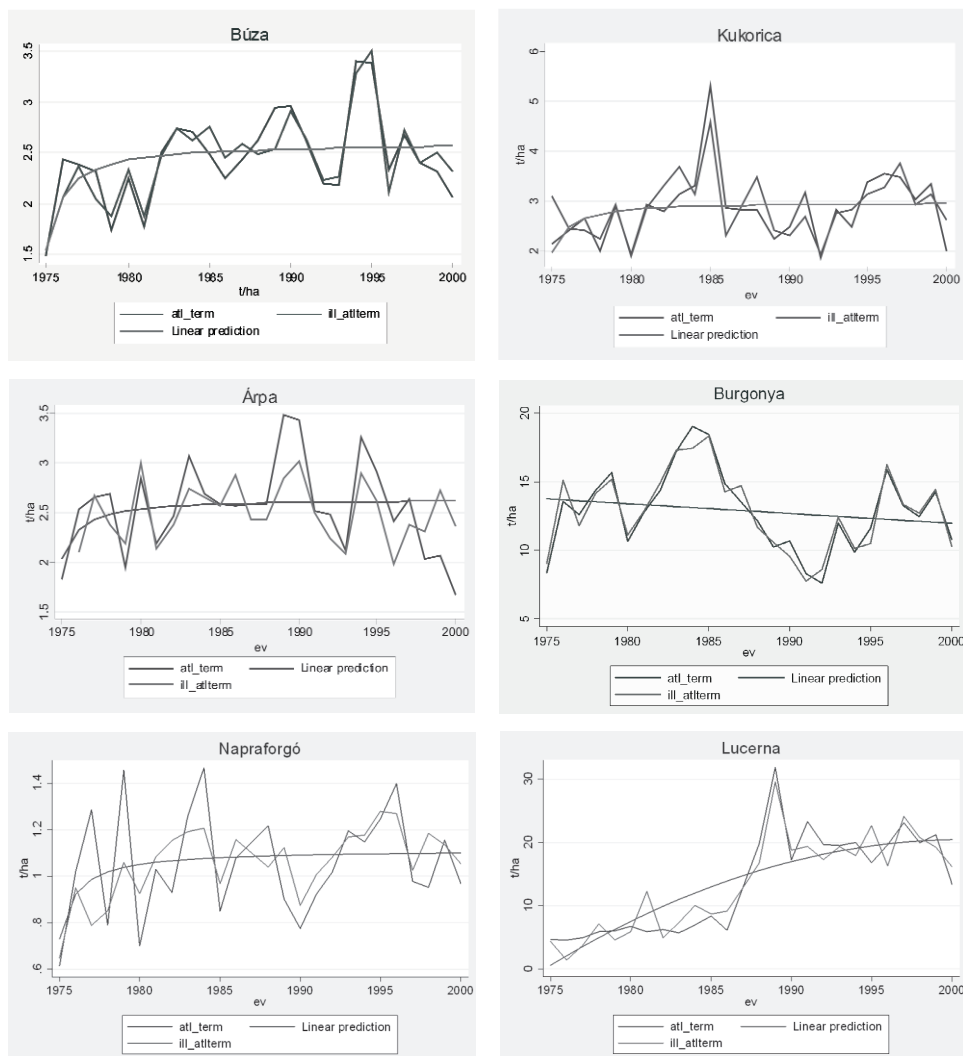 Búza
3.5
3
2.5
2
1.5
1975
1980
1985
1990
1995
2000
t/ha
atl_term
ill_atlterm
Linear prediction
Kukorica
6
5
4
t/ha
3
2
1975
1980
1985
1990
1995
2000
ev
atl_term
ill_atlterm
Linear prediction
Árpa
3.5
3
t/ha
2.5
2
1.5
1975
1980
1985
1990
1995
2000
ev
atl_term
Linear prediction
ill_atlterm
Burgonya
20
15
t/ha
10
5
1975
1980
1985
1990
1995
2000
ev
atl_term
Linear prediction
ill_atlterm
Napraforgó
1.4
1.2
t/ha
1
.8
.6
1975
1980
1985
1990
1995
2000
ev
atl_term
Linear prediction
ill_atlterm
Lucerna
30
20
t/ha
10
0
1975
1980
1985
1990
1995
2000
ev
atl_term
Linear prediction
ill_atlterm